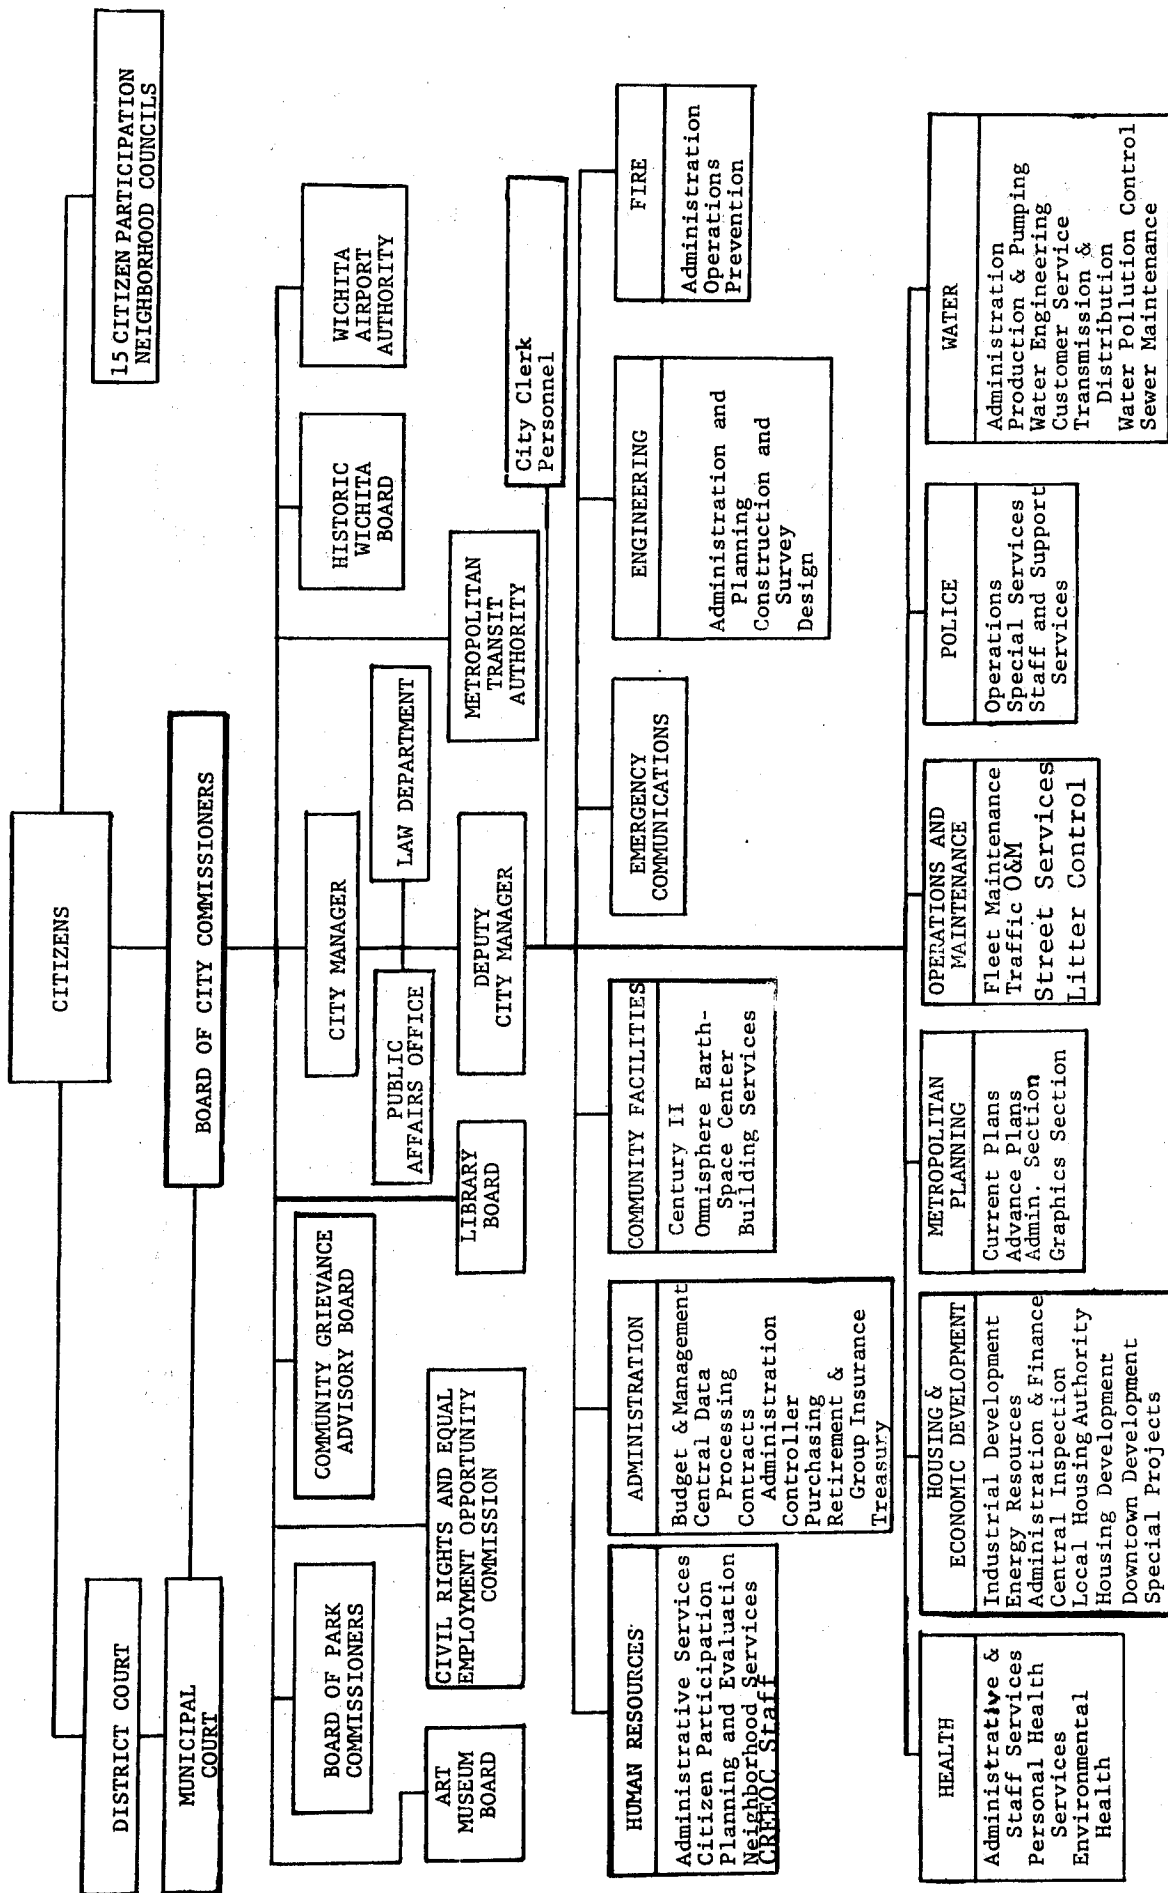 CITIZENS
15 CITIZEN PARTICIPATION
NEIGHBORHOOD COUNCILS
DISTRICT COURT
MUNICIPAL
COURT
BOARD OF CITY COMMISSIONERS
BOARD OF PARK
COMMISSIONERS
COMMUNITY GRIEVANCE
ADVISORY BOARD
CITY MANAGER
HISTORIC
WICHITA
BOARD
WICHITA
AIRPORT
AUTHORITY
PUBLIC
AFFAIRS OFFICE
LAW DEPARTMENT
ART
MUSEUM
BOARD
CIVIL RIGHTS AND EQUAL
EMPLOYMENT OPPORTUNITY
COMMISSION
LIBRARY
BOARD
DEPUTY
CITY MANAGER
METROPOLITAN
TRANSIT
AUTHORITY
City Clerk
Personnel
HUMAN RESOURCES
Administrative Services
Citizen Participation
Planning and Evaluation
Neighborhood Services
CREEOC Staff
ADMINISTRATION
Budget & Management
Central Data
Processing
Contracts
Administration
Controller
Purchasing
Retirement &
Group Insurance
Treasury
COMMUNITY FACILITIES
Century II
Omnisphere Earth-
Space Center
Building Services
EMERGENCY
COMMUNICATIONS
ENGINEERING
Administration and
Planning
Construction and
Survey
Design
FIRE
Administration
Operations
Prevention
HEALTH
Administrative &
Staff Services
Personal Health
Services
Environmental
Health
HOUSING &
ECONOMIC DEVELOPMENT
Industrial Development
Energy Resources
Administration & Finance
Central Inspection
Local Housing Authority
Housing Development
Downtown Development
Special Projects
METROPOLITAN
PLANNING
Current Plans
Advance Plans
Admin. Section
Graphics Section
OPERATIONS AND
MAINTENANCE
Fleet Maintenance
Traffic O&M
Street Services
Litter Control
POLICE
Operations
Special Services
Staff and Support
Services
WATER
Administration
Production & Pumping
Water Engineering
Customer Service
Transmission &
Distribution
Water Pollution Control
Sewer Maintenance